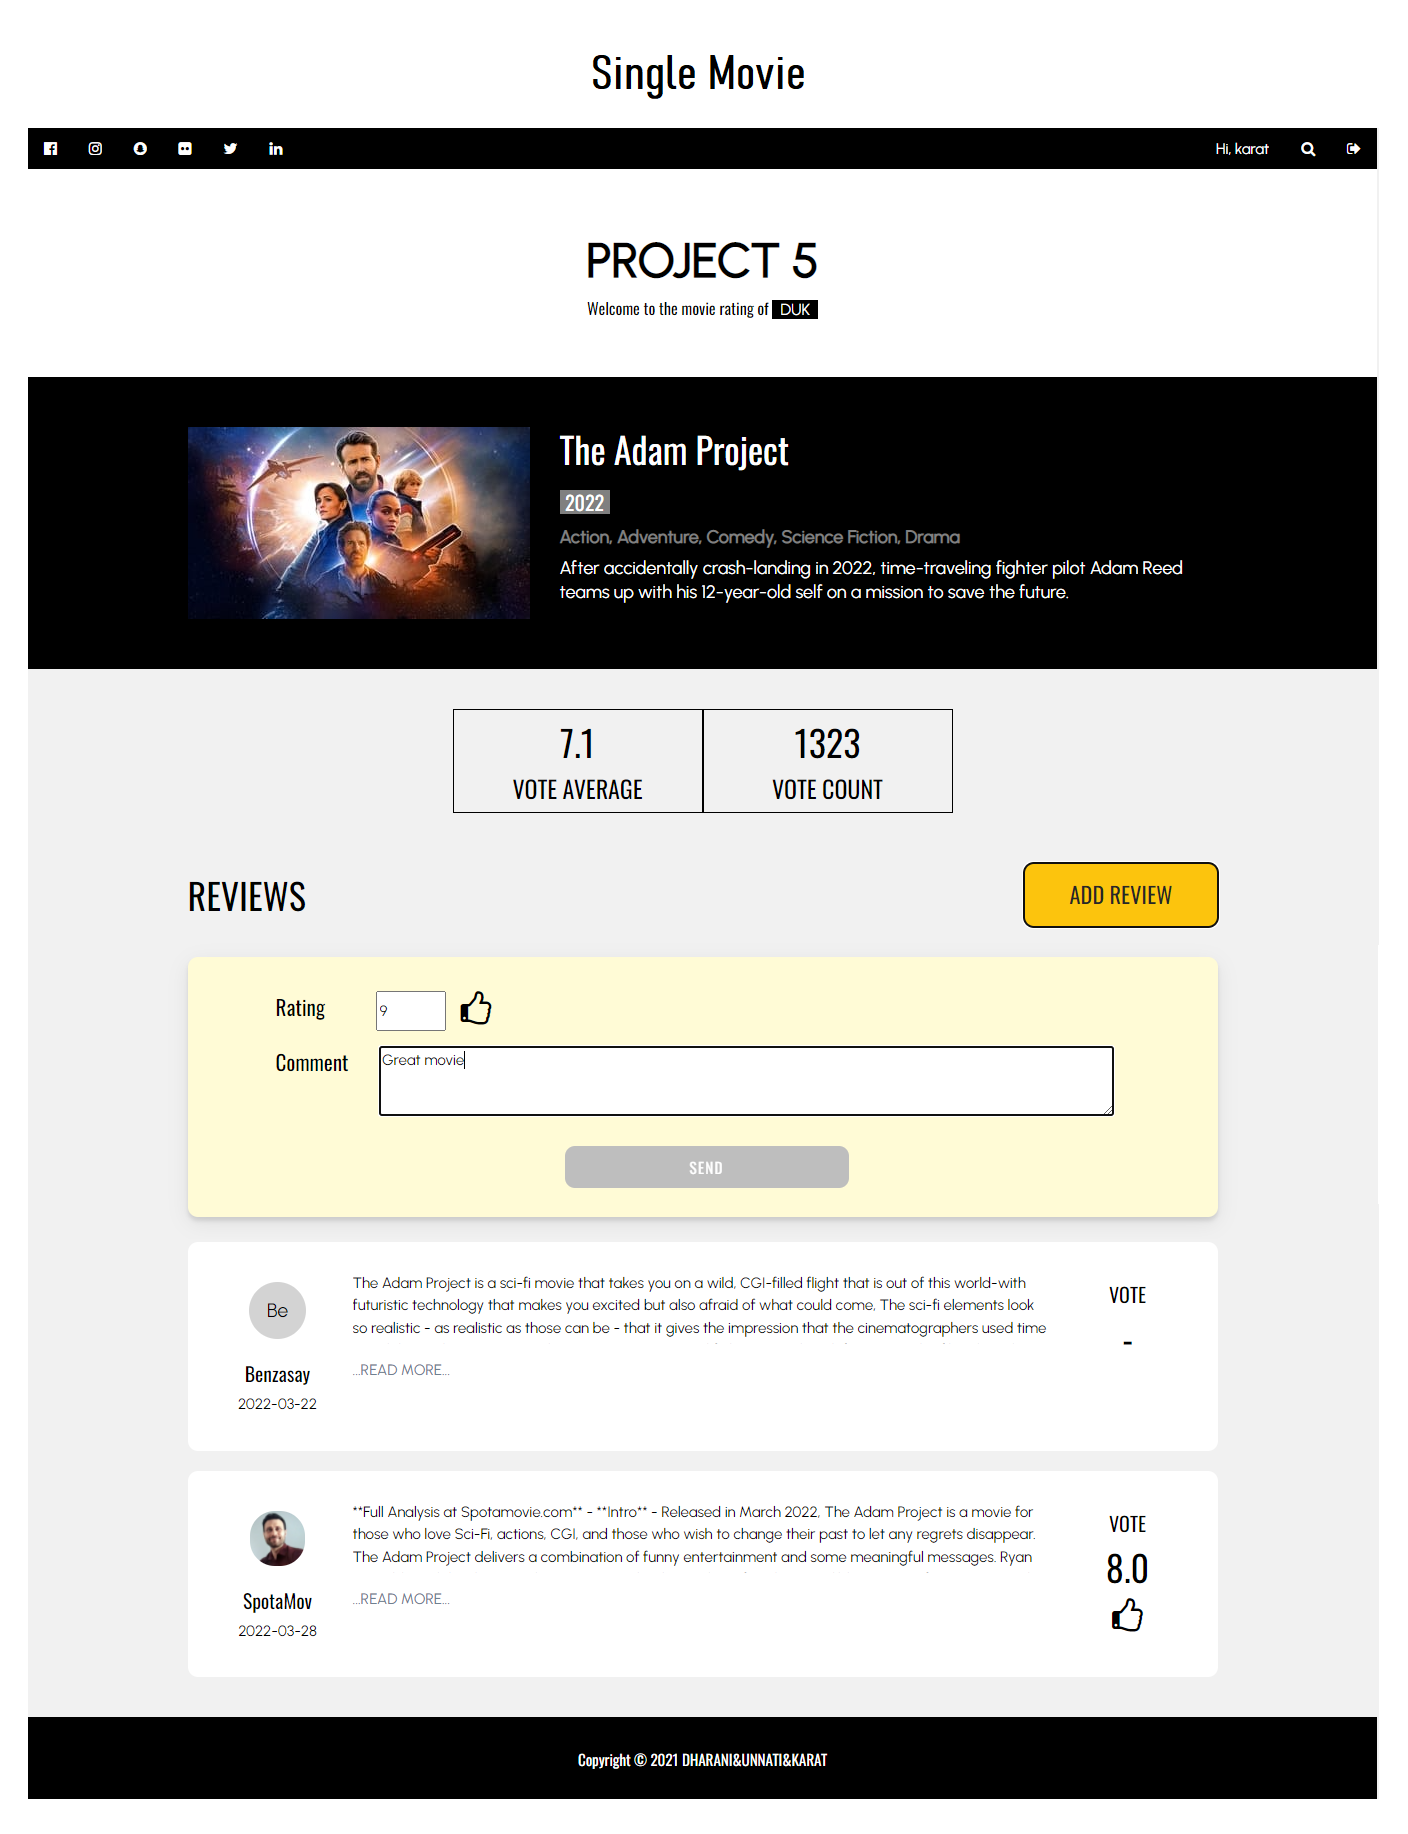 Single Movie
Hi, karat
PROJECT 5
Welcome to the movie rating of DUK
The Adam Project
2022
Action, Adventure, Comedy, Science Fiction, Drama
After accidentally crash-landing in 2022, time-traveling fighter pilot Adam Reed
teams up with his 12-year-old self on a mission to save the future.
7.1
VOTE AVERAGE
1323
VOTE COUNT
REVIEWS
ADD REVIEW
Rating
9
Comment
Great movie
SEND
Be
Benzasay
2022-03-22
The Adam Project is a sci-fi movie that takes you on a wild, CGI-filled flight that is out of this world-with
futuristic technology that makes you excited but also afraid of what could come, The sci-fi elements look
so realistic - as realistic as those can be - that it gives the impression that the cinematographers used time
...READ MORE...
VOTE
-
SpotaMov
2022-03-28
**Full Analysis at Spotamovie.com** - **Intro** - Released in March 2022, The Adam Project is a movie for
those who love Sci-Fi, actions, CGI, and those who wish to change their past to let any regrets disappear.
The Adam Project delivers a combination of funny entertainment and some meaningful messages. Ryan
...READ MORE...
VOTE
8.0
Copyright © 2021 DHARANI&UNNATI&KARAT